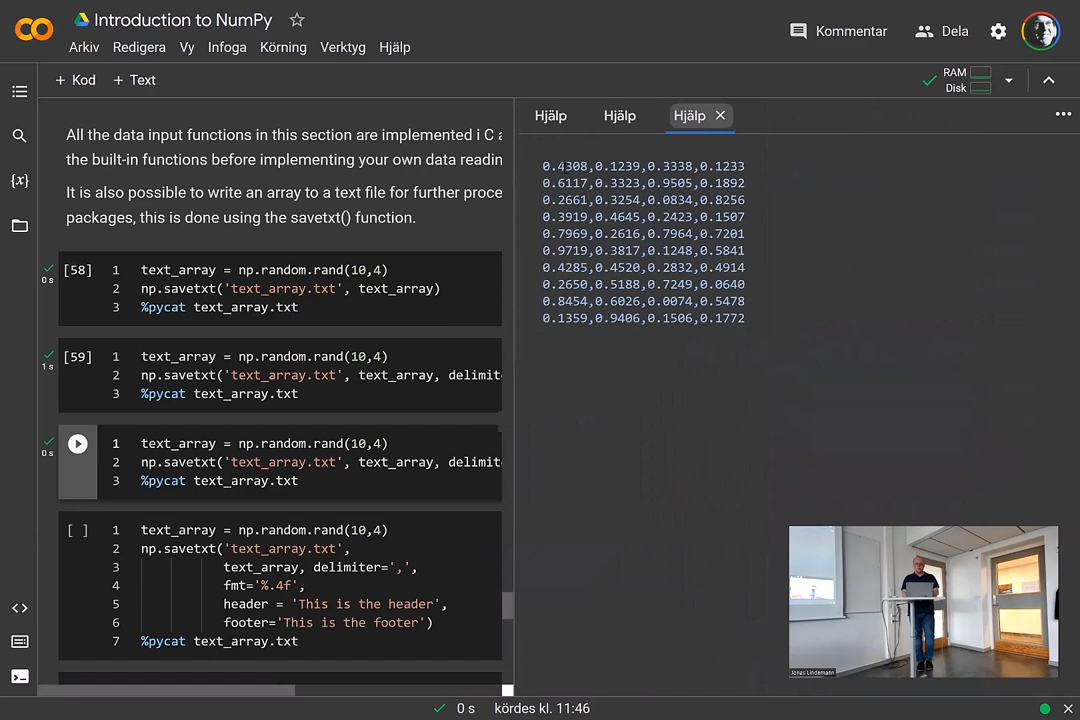 Introduction to NumPy
Arkiv Redigera Vy Infoga Körning Verktyg Hjälp
Kommentar
Dela
+ Kod + Text
RAM
Disk
All the data input functions in this section are implemented i C a
the built-in functions before implementing your own data readin
It is also possible to write an array to a text file for further proce
packages, this is done using the savetxt() function.
[58] 1 text_array = np.random.rand(10,4)
0 s 2 np.savetxt('text_array.txt', text_array)
3 %pycat text_array.txt
[59] 1 text_array = np.random.rand(10,4)
1 s 2 np.savetxt('text_array.txt', text_array, delimite
3 %pycat text_array.txt
1 text_array = np.random.rand(10,4)
0 s 2 np.savetxt('text_array.txt', text_array, delimite
3 %pycat text_array.txt
[ ] 1 text_array = np.random.rand(10,4)
2 np.savetxt('text_array.txt',
3 text_array, delimiter=',',
4 fmt='%.4f',
5 header = 'This is the header',
6 footer='This is the footer')
7 %pycat text_array.txt
Hjälp Hjälp Hjälp
0.4308,0.1239,0.3338,0.1233
0.6117,0.3323,0.9505,0.1892
0.2661,0.3254,0.0834,0.8256
0.3919,0.4645,0.2423,0.1507
0.7969,0.2616,0.7964,0.7201
0.9719,0.3817,0.1248,0.5841
0.4285,0.4520,0.2832,0.4914
0.2650,0.5188,0.7249,0.0640
0.8454,0.6026,0.0074,0.5478
0.1359,0.9406,0.1506,0.1772
Jonas Lindemann
0 s kördes kl. 11:46